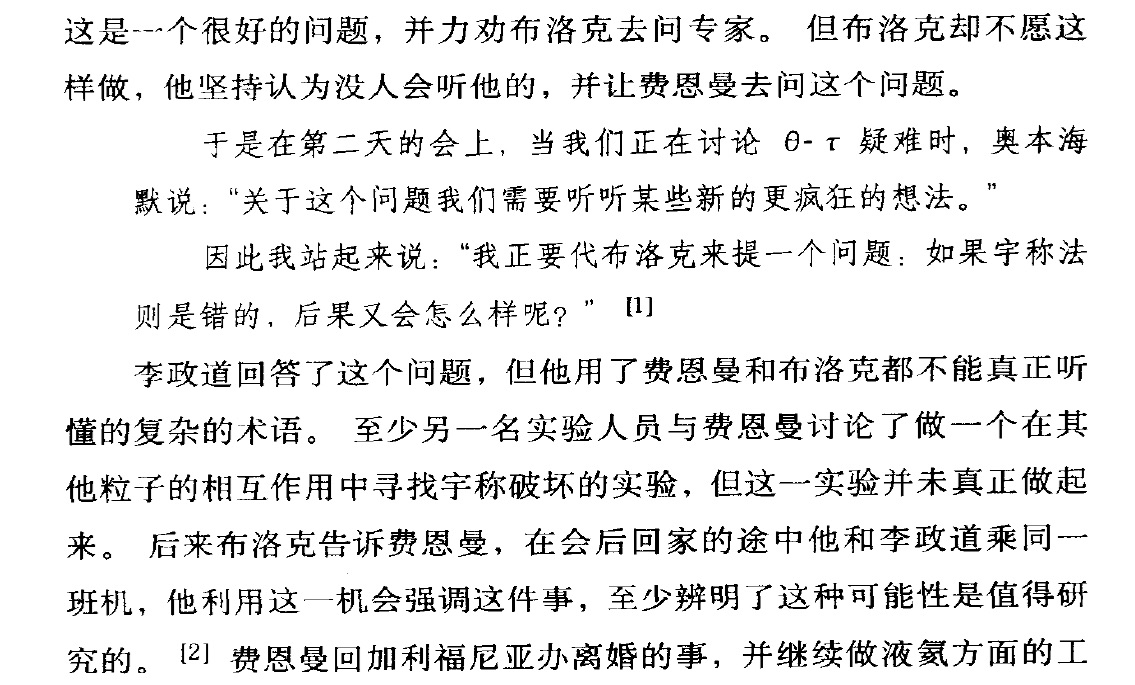 这是一个很好的问题，并力劝布洛克去问专家。 但布洛克却不愿这
样做，他坚持认为没人会听他的，并让费恩曼去问这个问题。
于是在第二天的会上，当我们正在讨论 θ- τ 疑难时，奥本海
默说：“关于这个问题我们需要听听某些新的更疯狂的想法。”
因此我站起来说：“我正要代布洛克来提一个问题：如果宇称法
则是错的，后果又会怎么样呢？” [1]
李政道回答了这个问题，但他用了费恩曼和布洛克都不能真正听
懂的复杂的术语。 至少另一名实验人员与费恩曼讨论了做一个在其
他粒子的相互作用中寻找宇称破坏的实验，但这一实验并未真正做起
来。 后来布洛克告诉费恩曼，在会后回家的途中他和李政道乘同一
班机，他利用这一机会强调这件事，至少辨明了这种可能性是值得研
究的。 [2] 费恩曼回加利福尼亚办离婚的事，并继续做液氦方面的工